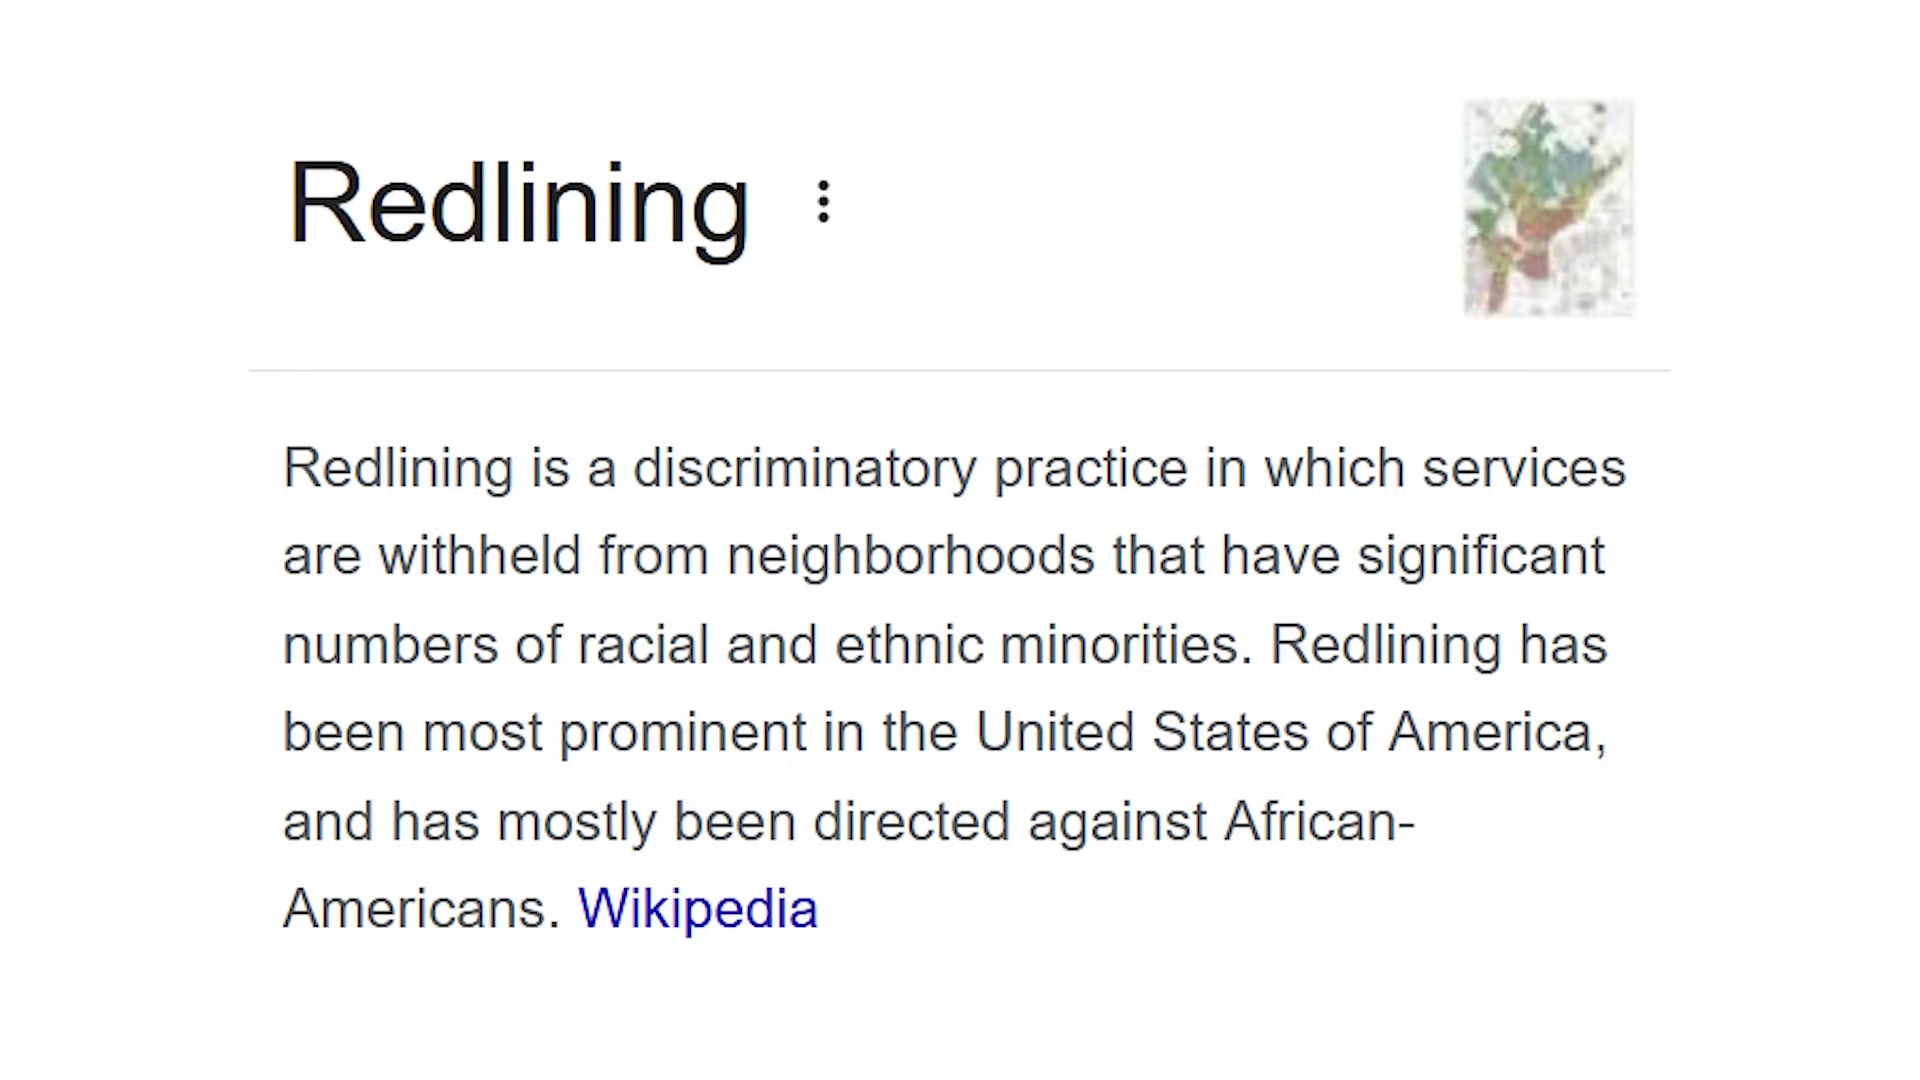 Redlining
Redlining is a discriminatory practice in which services
are withheld from neighborhoods that have significant
numbers of racial and ethnic minorities. Redlining has
been most prominent in the United States of America,
and has mostly been directed against African-
Americans. Wikipedia